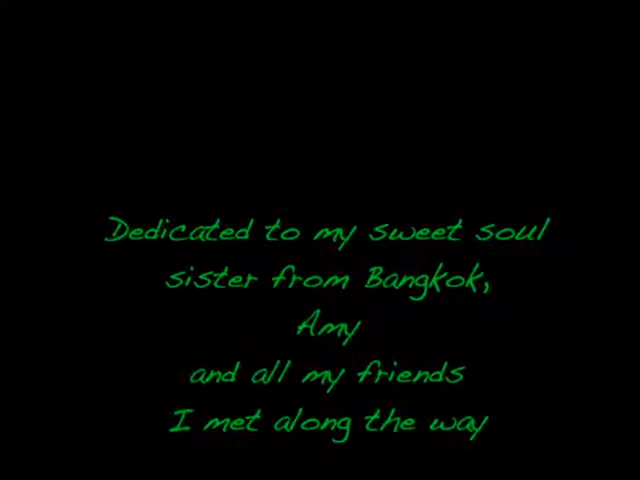 Dedicated to my sweet soul
sister from Bangkok,
Amy
and all my friends
I met along the way